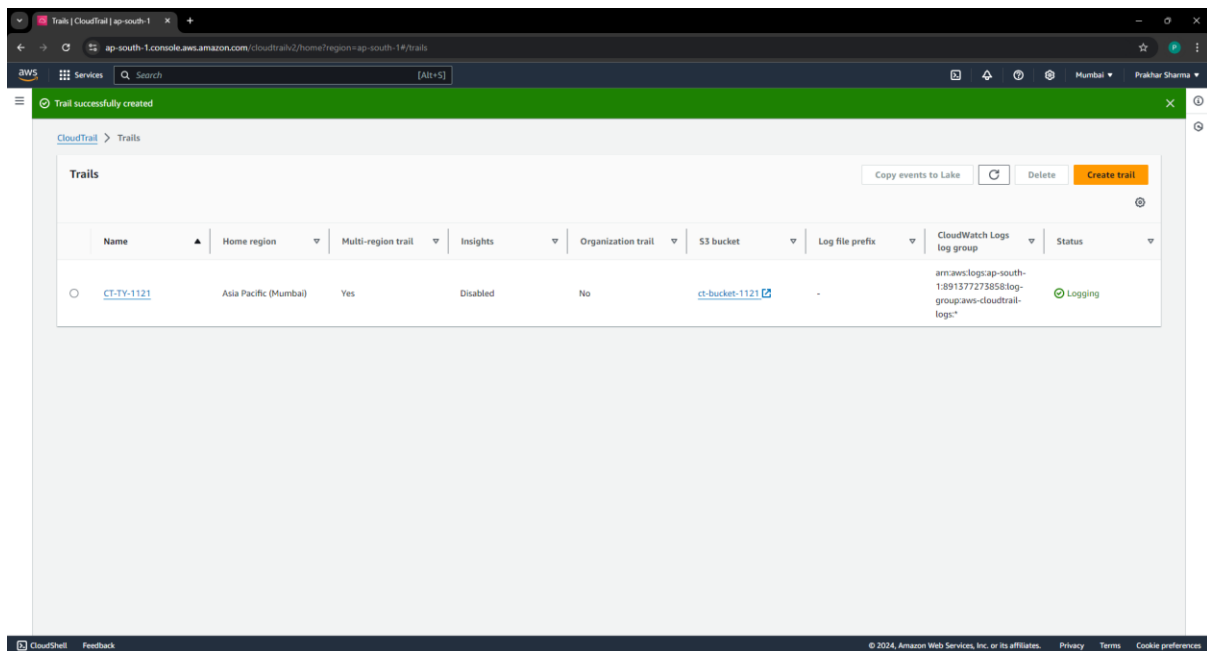 Trails | CloudTrail | ap-south-1
ap-south-1.console.aws.amazon.com/cloudtrailv2/home?region=ap-south-1#/trails
aws Services Search [Alt+S] Mumbai Prakhar Sharma
Trail successfully created
CloudTrail > Trails
Trails Copy events to Lake Delete Create trail
Name Home region Multi-region trail Insights Organization trail S3 bucket Log file prefix CloudWatch Logs Status
log group
arn:aws:logs:ap-south-
CT-TY-1121 Asia Pacific (Mumbai) Yes Disabled No ct-bucket-1121 - 1:891377273858:log- Logging
group:aws-cloudtrail-
logs:*
CloudShell Feedback © 2024, Amazon Web Services, Inc. or its affiliates. Privacy Terms Cookie preferences